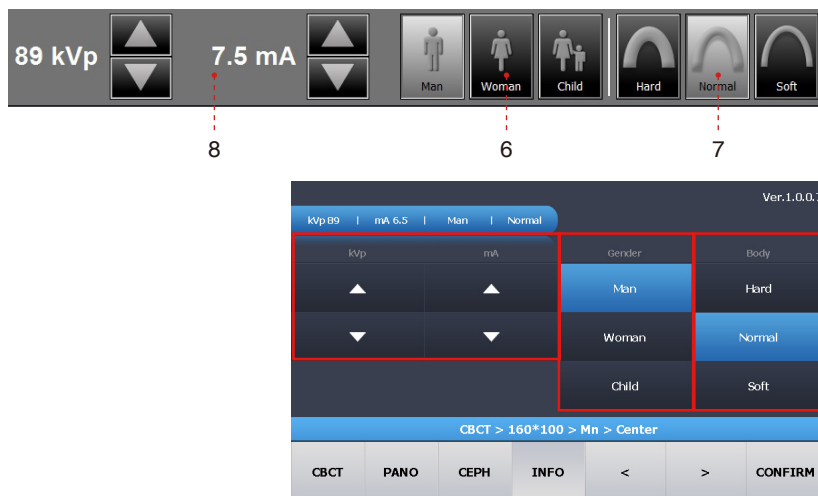 89 kVp 7.5 mA
Man Woman Child Hard Normal Soft
8 6 7
Ver.1.0.0.7
kVp 89 | mA 6.5 | Man | Normal
kVp mA Gender Body
Man Hard
Woman Normal
Child Soft
CBCT > 160*100 > Mn > Center
CBCT PANO CEPH INFO < > CONFIRM